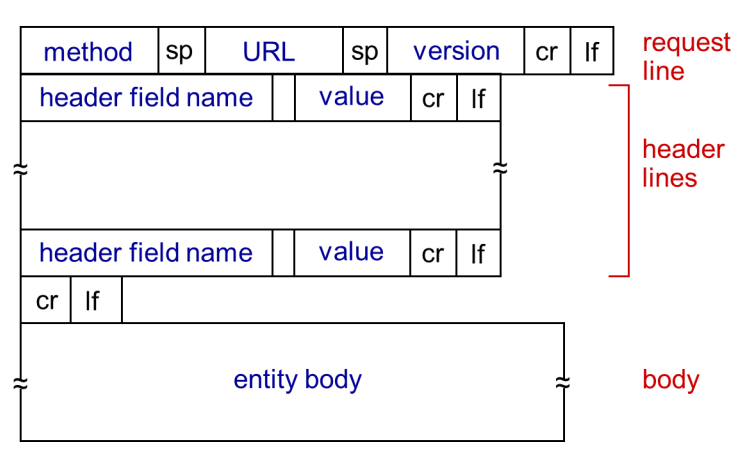 method sp URL sp version cr lf
request
line
header field name value cr lf
header
lines
header field name value cr lf
cr lf
entity body
body